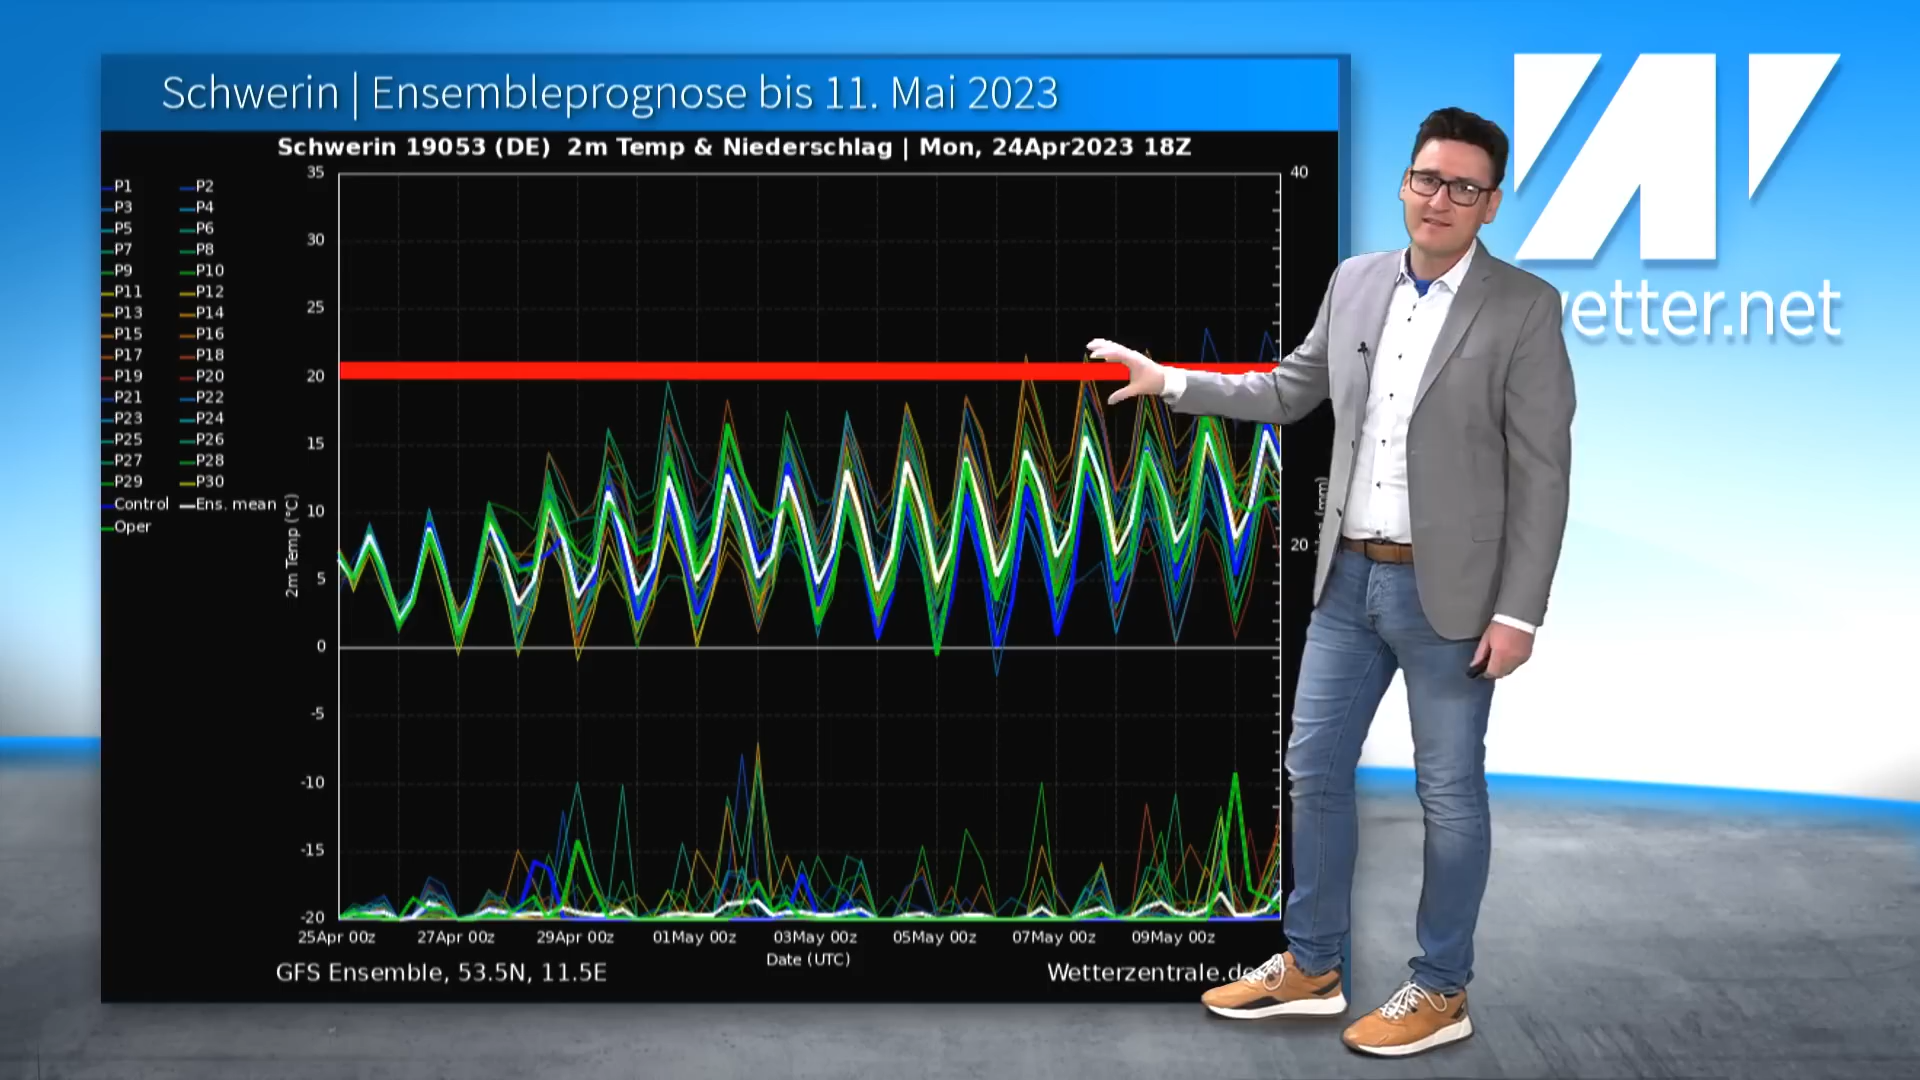 Schwerin | Ensembleprognose bis 11. Mai 2023
Schwerin 19053 (DE)  2m Temp & Niederschlag | Mon, 24Apr2023 18Z
P1 P2
P3 P4
P5 P6
P7 P8
P9 P10
P11 P12
P13 P14
P15 P16
P17 P18
P19 P20
P21 P22
P23 P24
P25 P26
P27 P28
P29 P30
Control Ens. mean
Oper
2m Temp (°C)
35
30
25
20
15
10
5
0
-5
-10
-15
-20
40
20
(mm)
25Apr 00z 27Apr 00z 29Apr 00z 01May 00z 03May 00z 05May 00z 07May 00z 09May 00z
Date (UTC)
GFS Ensemble, 53.5N, 11.5E
Wetterzentrale.de
wetter.net